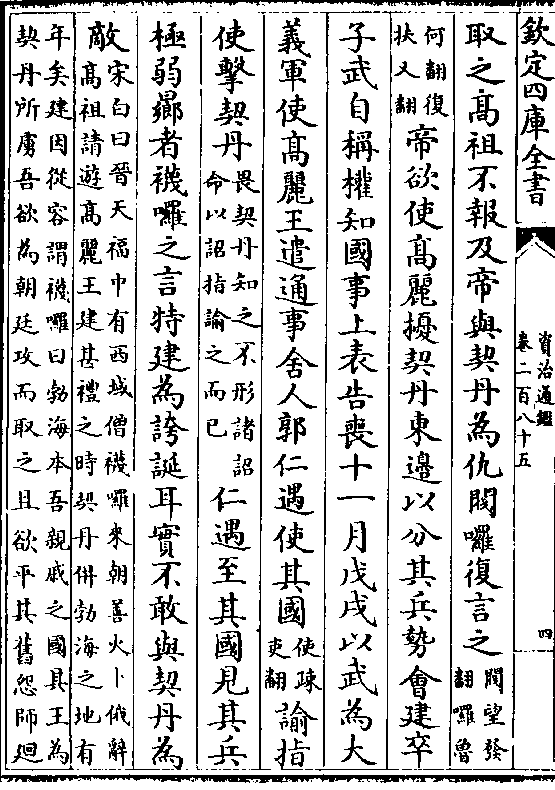 欽定四庫全書
資治通鑑
卷二百八十五
四
取之高祖不報及帝與契丹為仇閥囉復言之閥望發翻囉魯
何翻復扶又翻帝欲使高麗擾契丹東邊以分其兵勢會建卒
子武自稱權知國事上表告喪十一月戊戌以武為大
義軍使高麗王遣通事舍人郭仁遇使其國使疎吏翻諭指
使擊契丹畏契丹知之不形諸詔命以詔指諭之而已仁遇至其國見其兵
極弱曏者襪囉之言特建為誇誕耳實不敢與契丹為
敵宋白曰晉天福中有西域僧襪囉來朝善火卜俄辭高祖請遊高麗王建甚禮之時契丹併勃海之地有
年矣建因從容謂襪囉曰勃海本吾親戚之國其王為契丹所虜吾欲為朝廷攻而取之且欲平其舊怨師迴